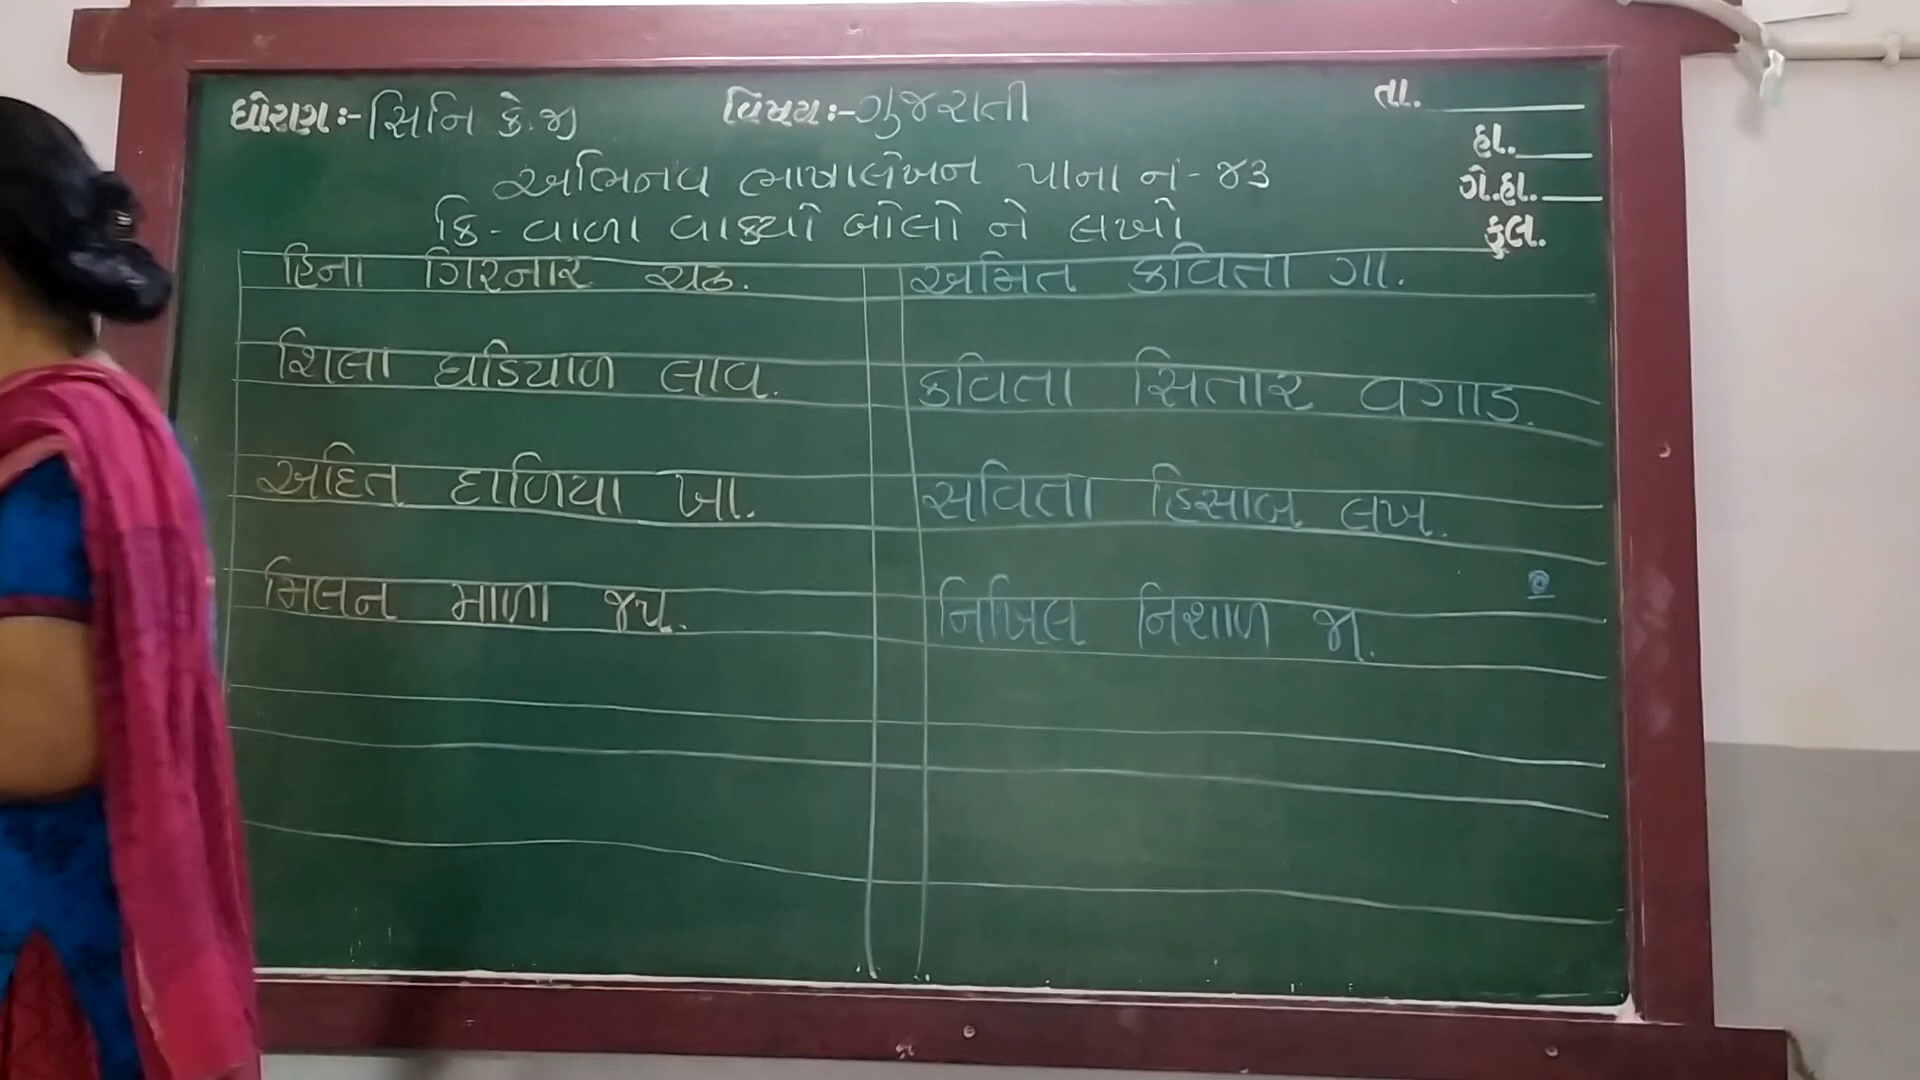 ધોરણ:- સિનિ કે.જી વિષય:- ગુજરાતી
તા.
હા.
ગે.હા.
કુલ.
અભિનવ ભાષાલેખન પાના નં - ૪૩
કિ - વાળા વાક્યો બોલો ને લખો
હિના ગિરનાર ચઢ.
શિલા ઘડિયાળ લાવ.
અદિત દાળિયા ખા.
મિલન માળા જપ.
અમિત કવિતા ગા.
કવિતા સિતાર વગાડ.
સવિતા હિસાબ લખ.
નિખિલ નિશાળ જા.